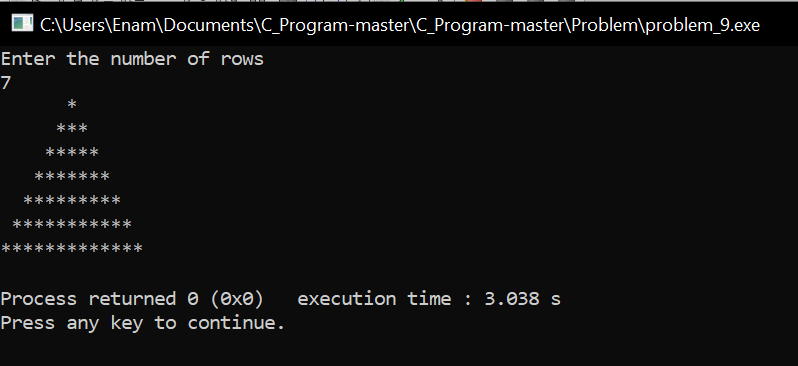 C:\Users\Enam\Documents\C_Program-master\C_Program-master\Problem\problem_9.exe
Enter the number of rows
7
      *
     ***
    *****
   *******
  *********
 ***********
*************
Process returned 0 (0x0)   execution time : 3.038 s
Press any key to continue.